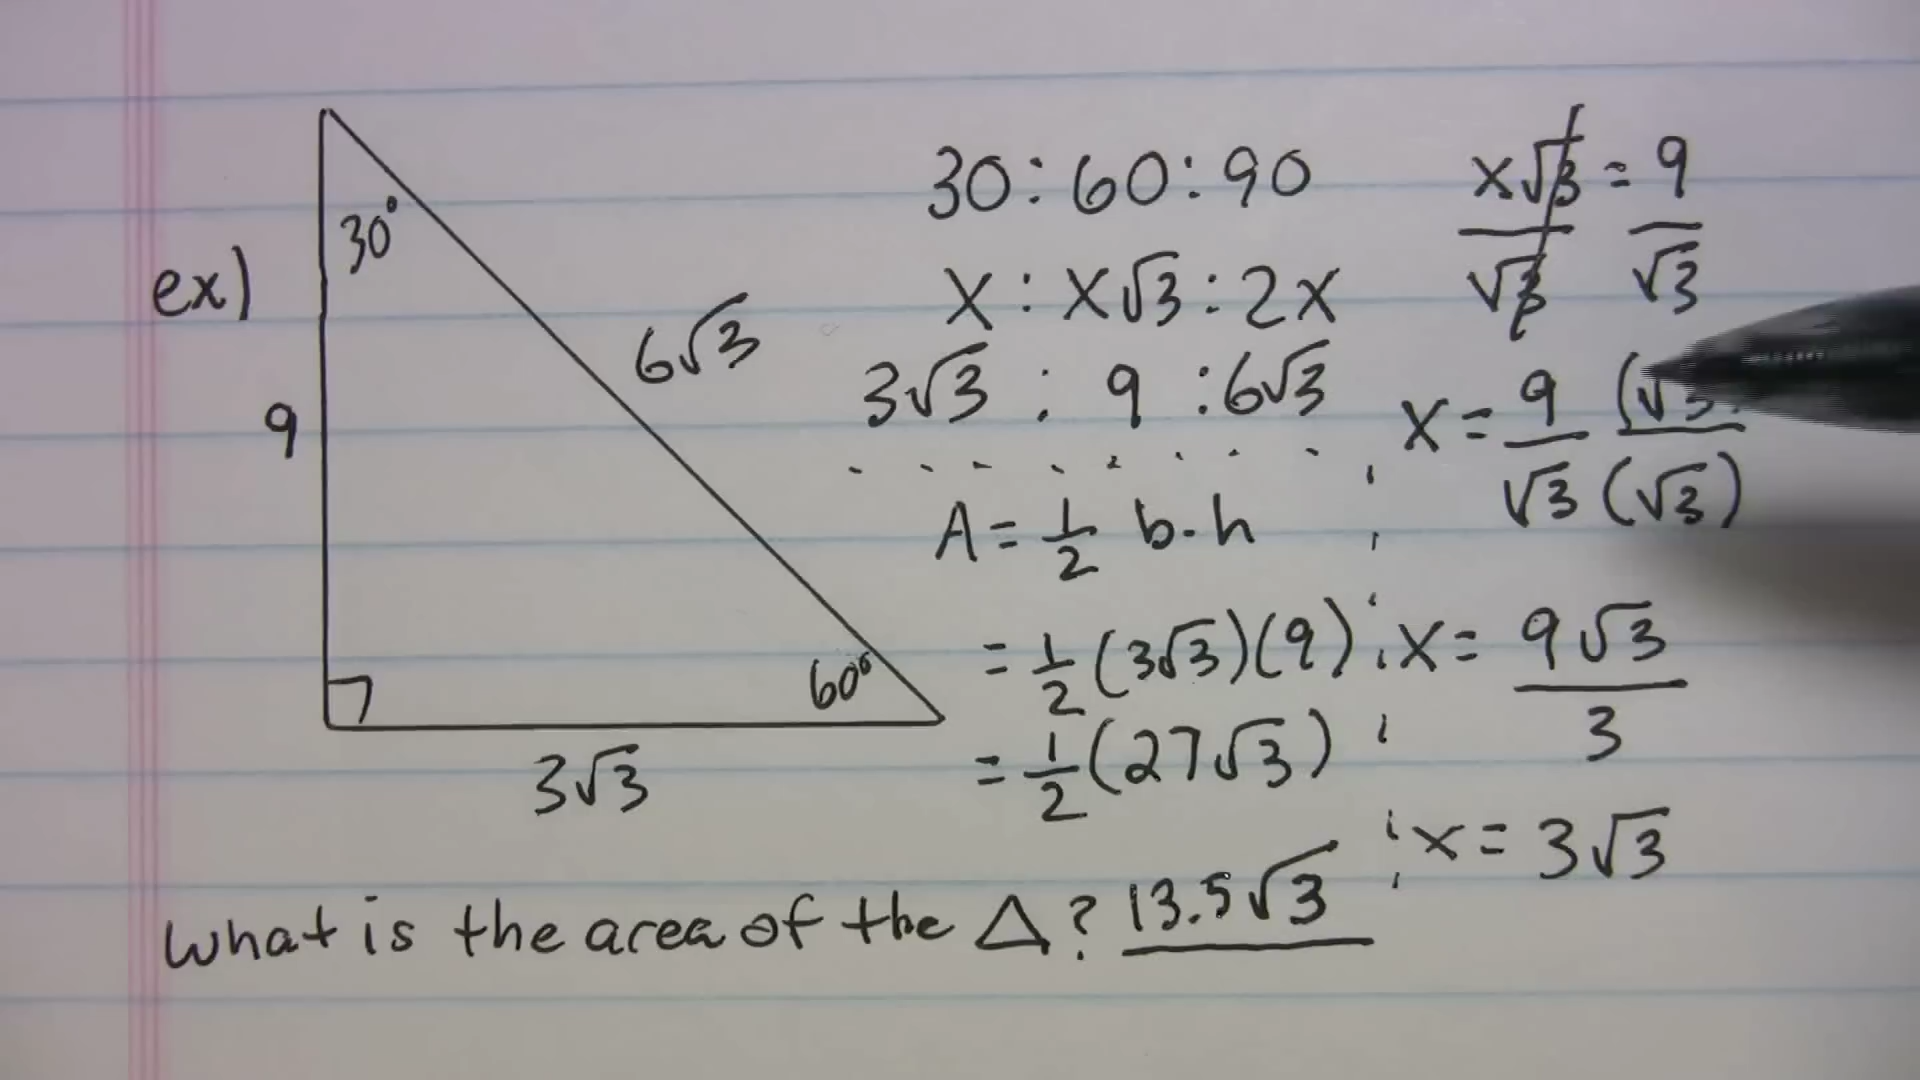 ex)
30°
9
6√3
60°
3√3
30 : 60 : 90
x : x√3 : 2x
3√3 : 9 : 6√3
A = 1/2 b·h
= 1/2 (3√3)(9)
= 1/2 (27√3)
What is the area of the △? 13.5√3
x√3 = 9
√3 √3
x = 9 (√3
√3 (√3)
x = 9√3
3
x = 3√3